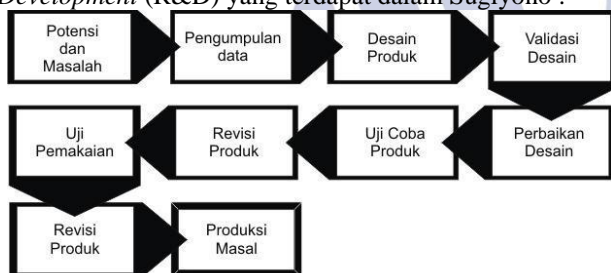 Development (R&D) yang terdapat dalam Sugiyono :
Potensi
dan
Masalah
Pengumpulan
data
Desain
Produk
Validasi
Desain
Perbaikan
Desain
Uji Coba
Produk
Revisi
Produk
Uji
Pemakaian
Revisi
Produk
Produksi
Masal